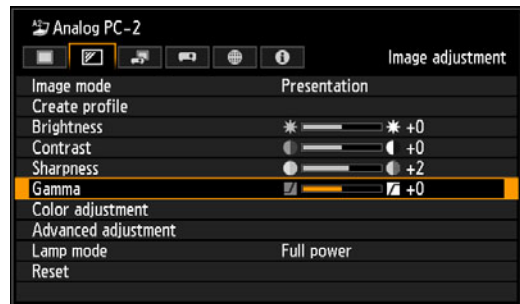 Analog PC-2
Image adjustment
Image mode Presentation
Create profile
Brightness +0
Contrast +0
Sharpness +2
Gamma +0
Color adjustment
Advanced adjustment
Lamp mode Full power
Reset